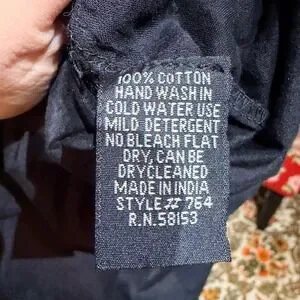 100% COTTON
HAND WASH IN
COLD WATER USE
MILD DETERGENT
NO BLEACH FLAT
DRY, CAN BE
DRYCLEANED
MADE IN INDIA
STYLE# 764
R.N. 58153